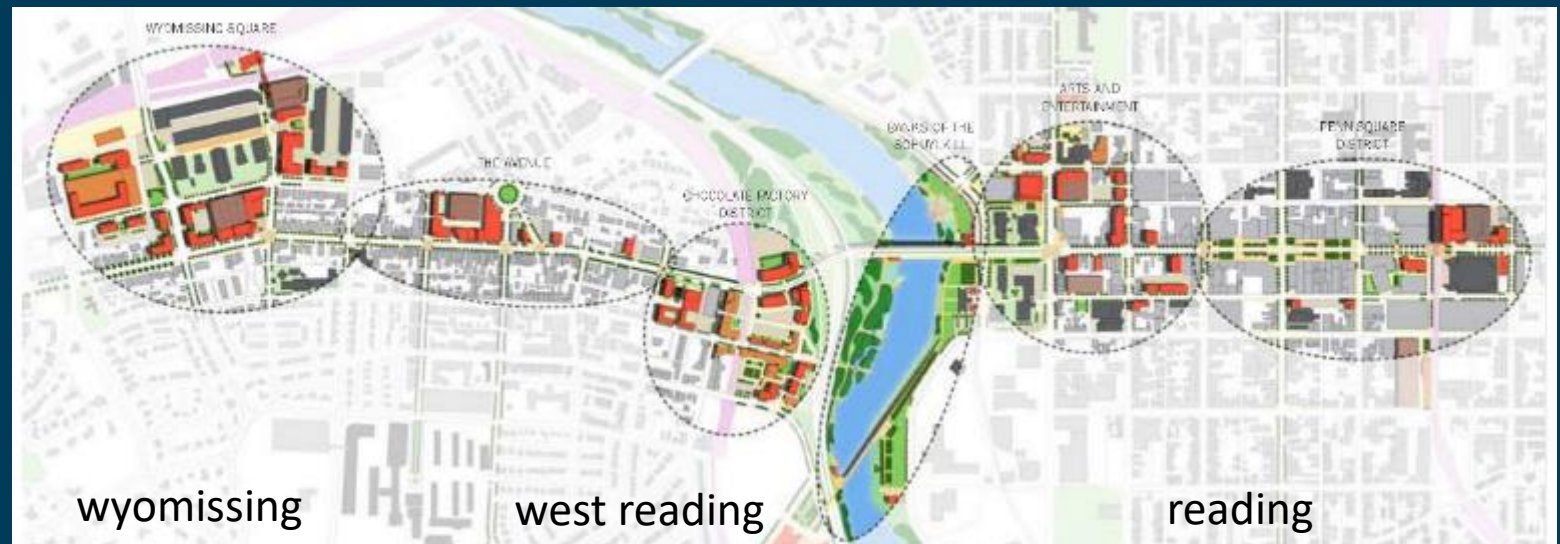 WYOMISSING SQUARE
THE AVENUE
CHOCOLATE FACTORY
DISTRICT
BANKS OF THE
SCHUYLKILL
ARTS AND
ENTERTAINMENT
PENN SQUARE
DISTRICT
wyomissing
west reading
reading